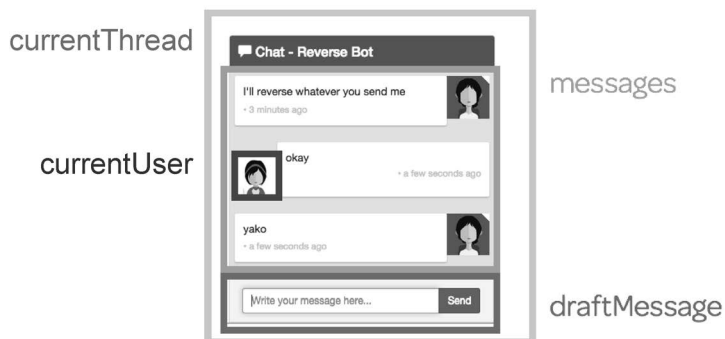 currentThread
Chat - Reverse Bot
messages
I'll reverse whatever you send me
• 3 minutes ago
currentUser
okay
• a few seconds ago
yako
• a few seconds ago
Write your message here...
Send
draftMessage